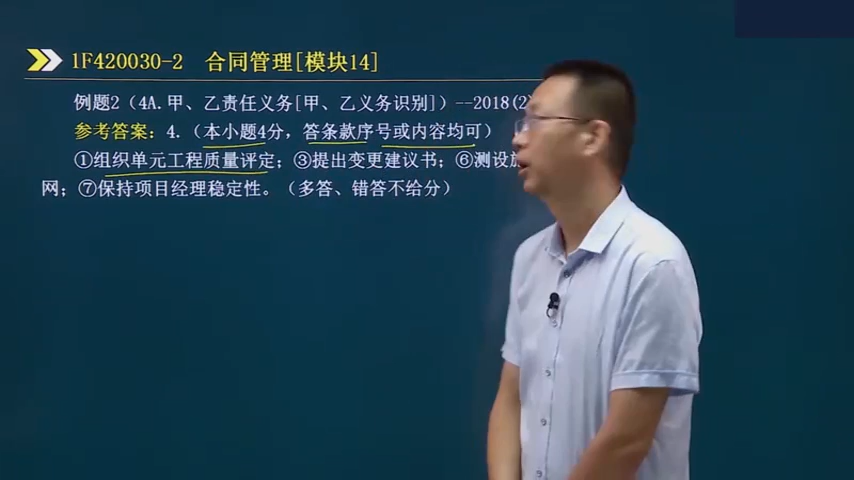 1F420030-2 合同管理[模块14]
例题2（4A.甲、乙责任义务[甲、乙义务识别]）--2018(2)
参考答案：4.（本小题4分，答条款序号或内容均可）
①组织单元工程质量评定；③提出变更建议书；⑥测设施
网；⑦保持项目经理稳定性。（多答、错答不给分）